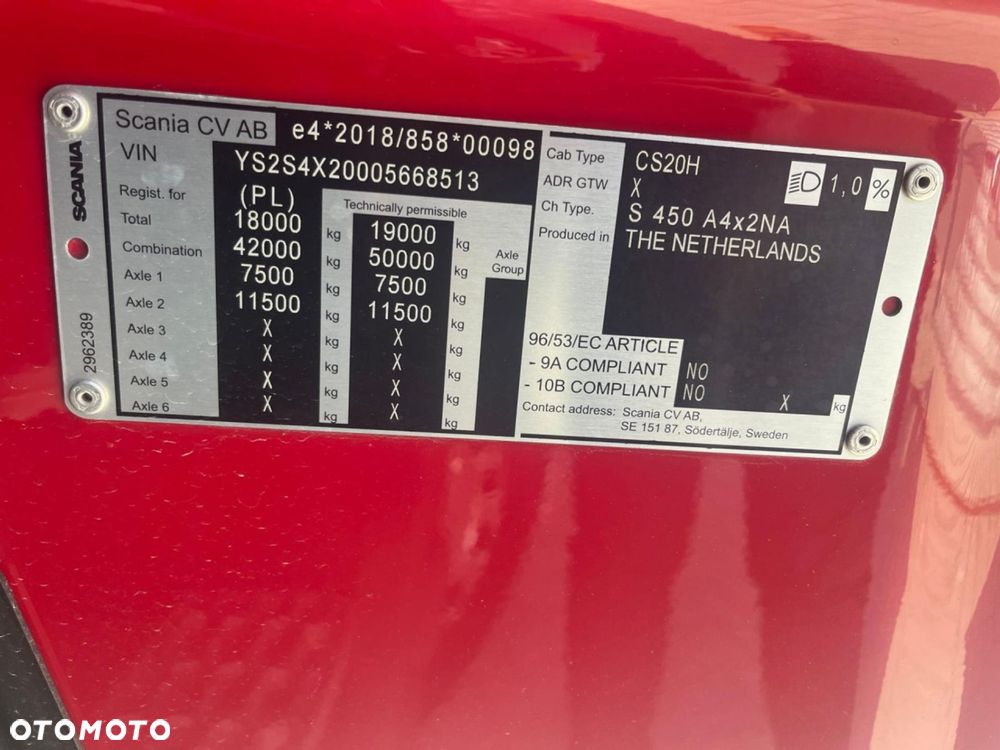 SCANIA
2962389
Scania CV AB e4*2018/858*00098
VIN YS2S4X20005668513
Regist. for (PL) Technically permissible
Total 18000 kg 19000 kg
Combination 42000 kg 50000 kg Axle Group
Axle 1 7500 kg 7500 kg
Axle 2 11500 kg 11500 kg
Axle 3 X kg X kg
Axle 4 X kg X kg
Axle 5 X kg X kg
Axle 6 X kg X kg
Cab Type CS20H 1,0 %
ADR GTW X
Ch Type. S 450 A4x2NA
Produced in THE NETHERLANDS
96/53/EC ARTICLE
- 9A COMPLIANT NO
- 10B COMPLIANT NO X kg
Contact address: Scania CV AB,
SE 151 87, Södertälje, Sweden
OTOMOTO